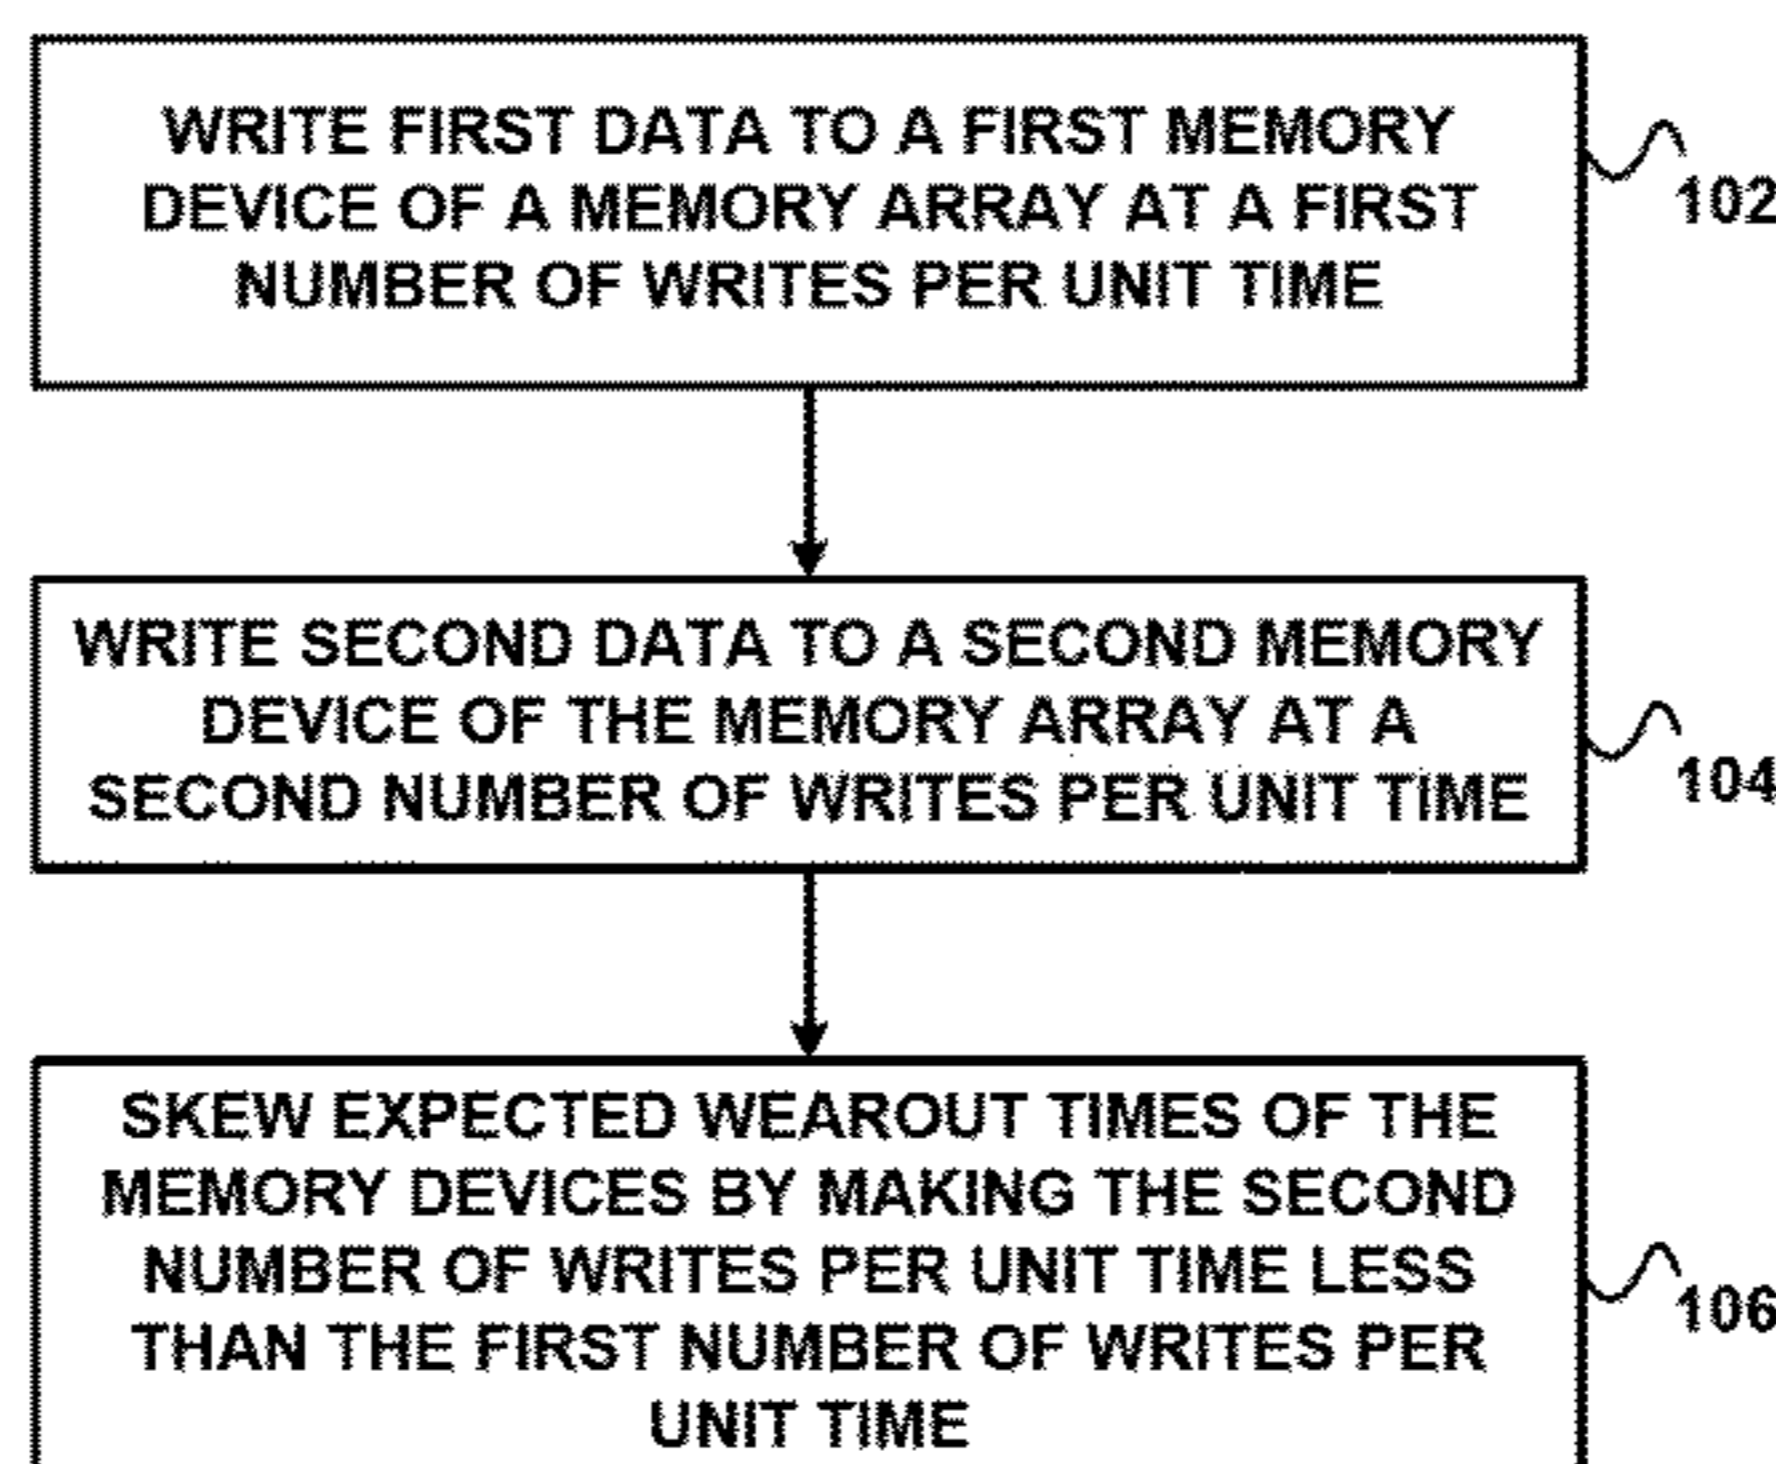 WRITE FIRST DATA TO A FIRST MEMORY
DEVICE OF A MEMORY ARRAY AT A FIRST
NUMBER OF WRITES PER UNIT TIME
102
WRITE SECOND DATA TO A SECOND MEMORY
DEVICE OF THE MEMORY ARRAY AT A
SECOND NUMBER OF WRITES PER UNIT TIME
104
SKEW EXPECTED WEAROUT TIMES OF THE
MEMORY DEVICES BY MAKING THE SECOND
NUMBER OF WRITES PER UNIT TIME LESS
THAN THE FIRST NUMBER OF WRITES PER
UNIT TIME
106